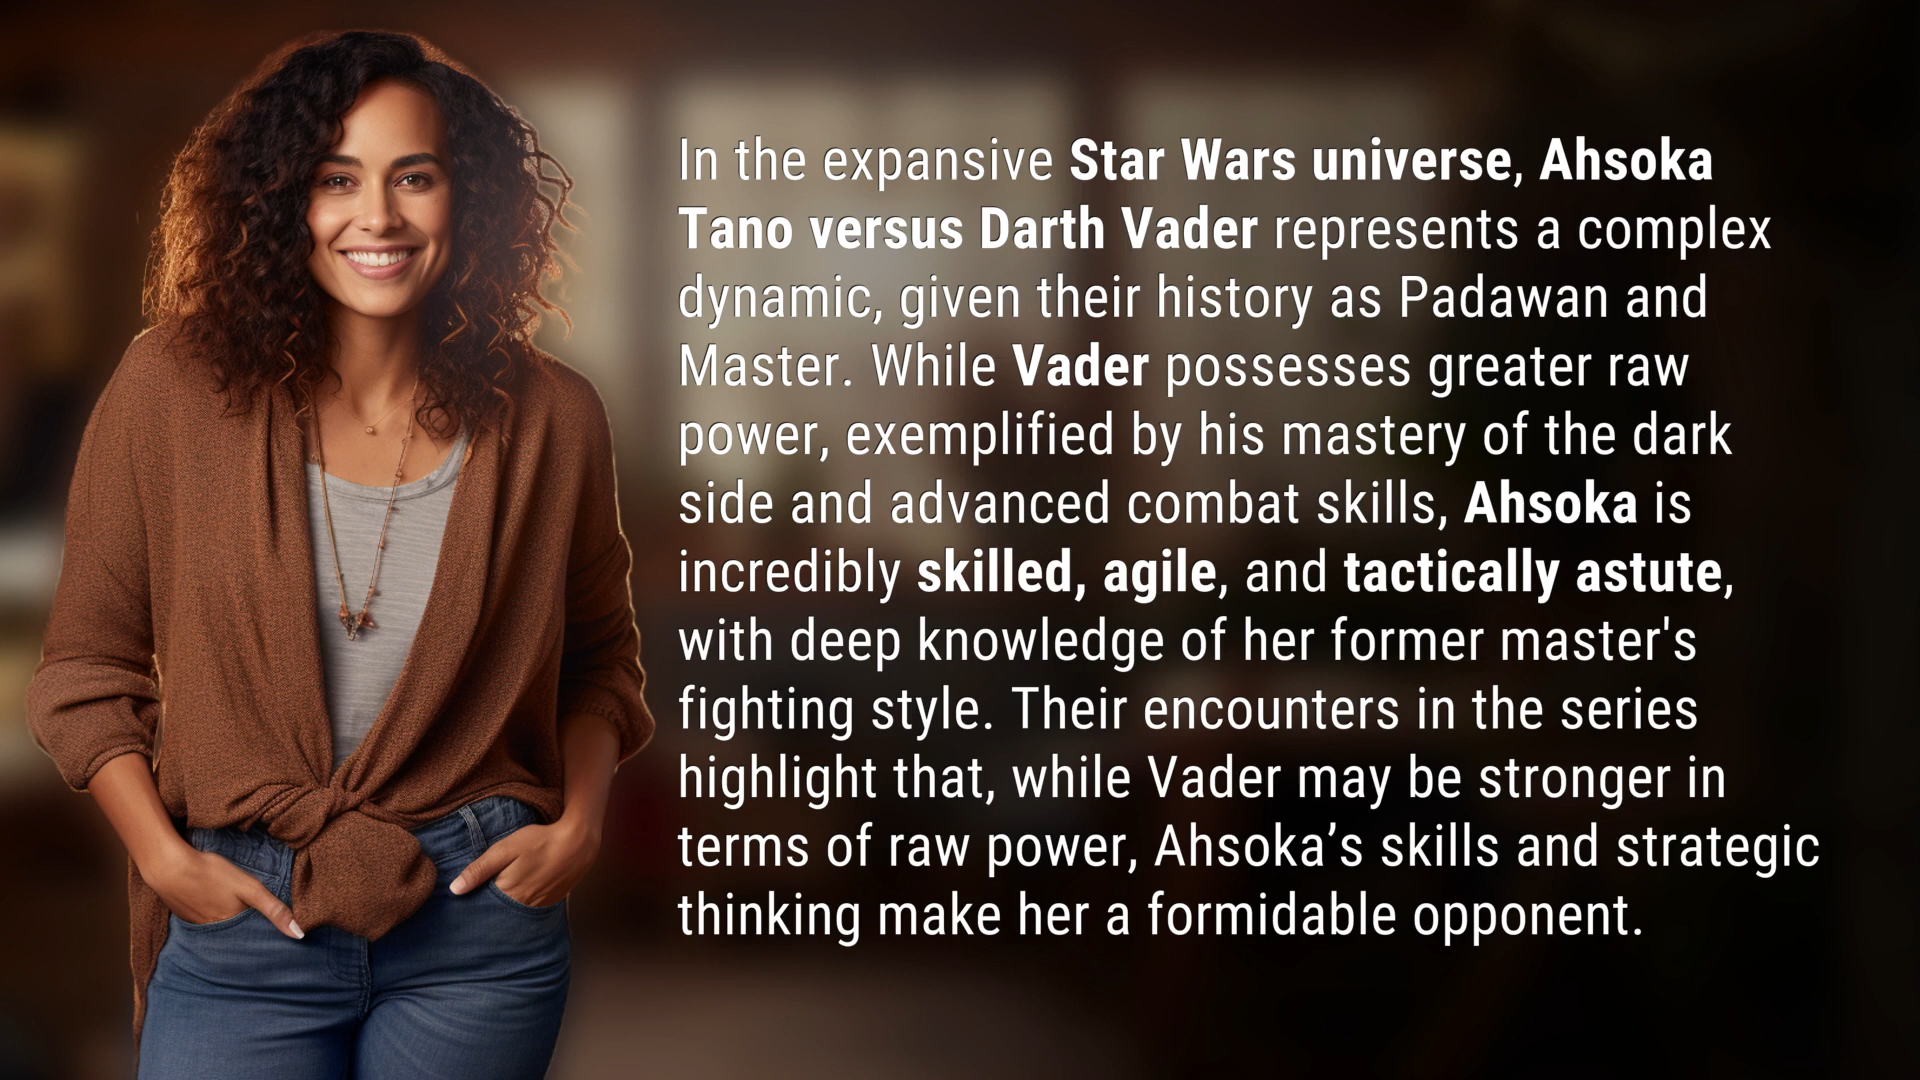 In the expansive Star Wars universe, Ahsoka
Tano versus Darth Vader represents a complex
dynamic, given their history as Padawan and
Master. While Vader possesses greater raw
power, exemplified by his mastery of the dark
side and advanced combat skills, Ahsoka is
incredibly skilled, agile, and tactically astute,
with deep knowledge of her former master's
fighting style. Their encounters in the series
highlight that, while Vader may be stronger in
terms of raw power, Ahsoka’s skills and strategic
thinking make her a formidable opponent.